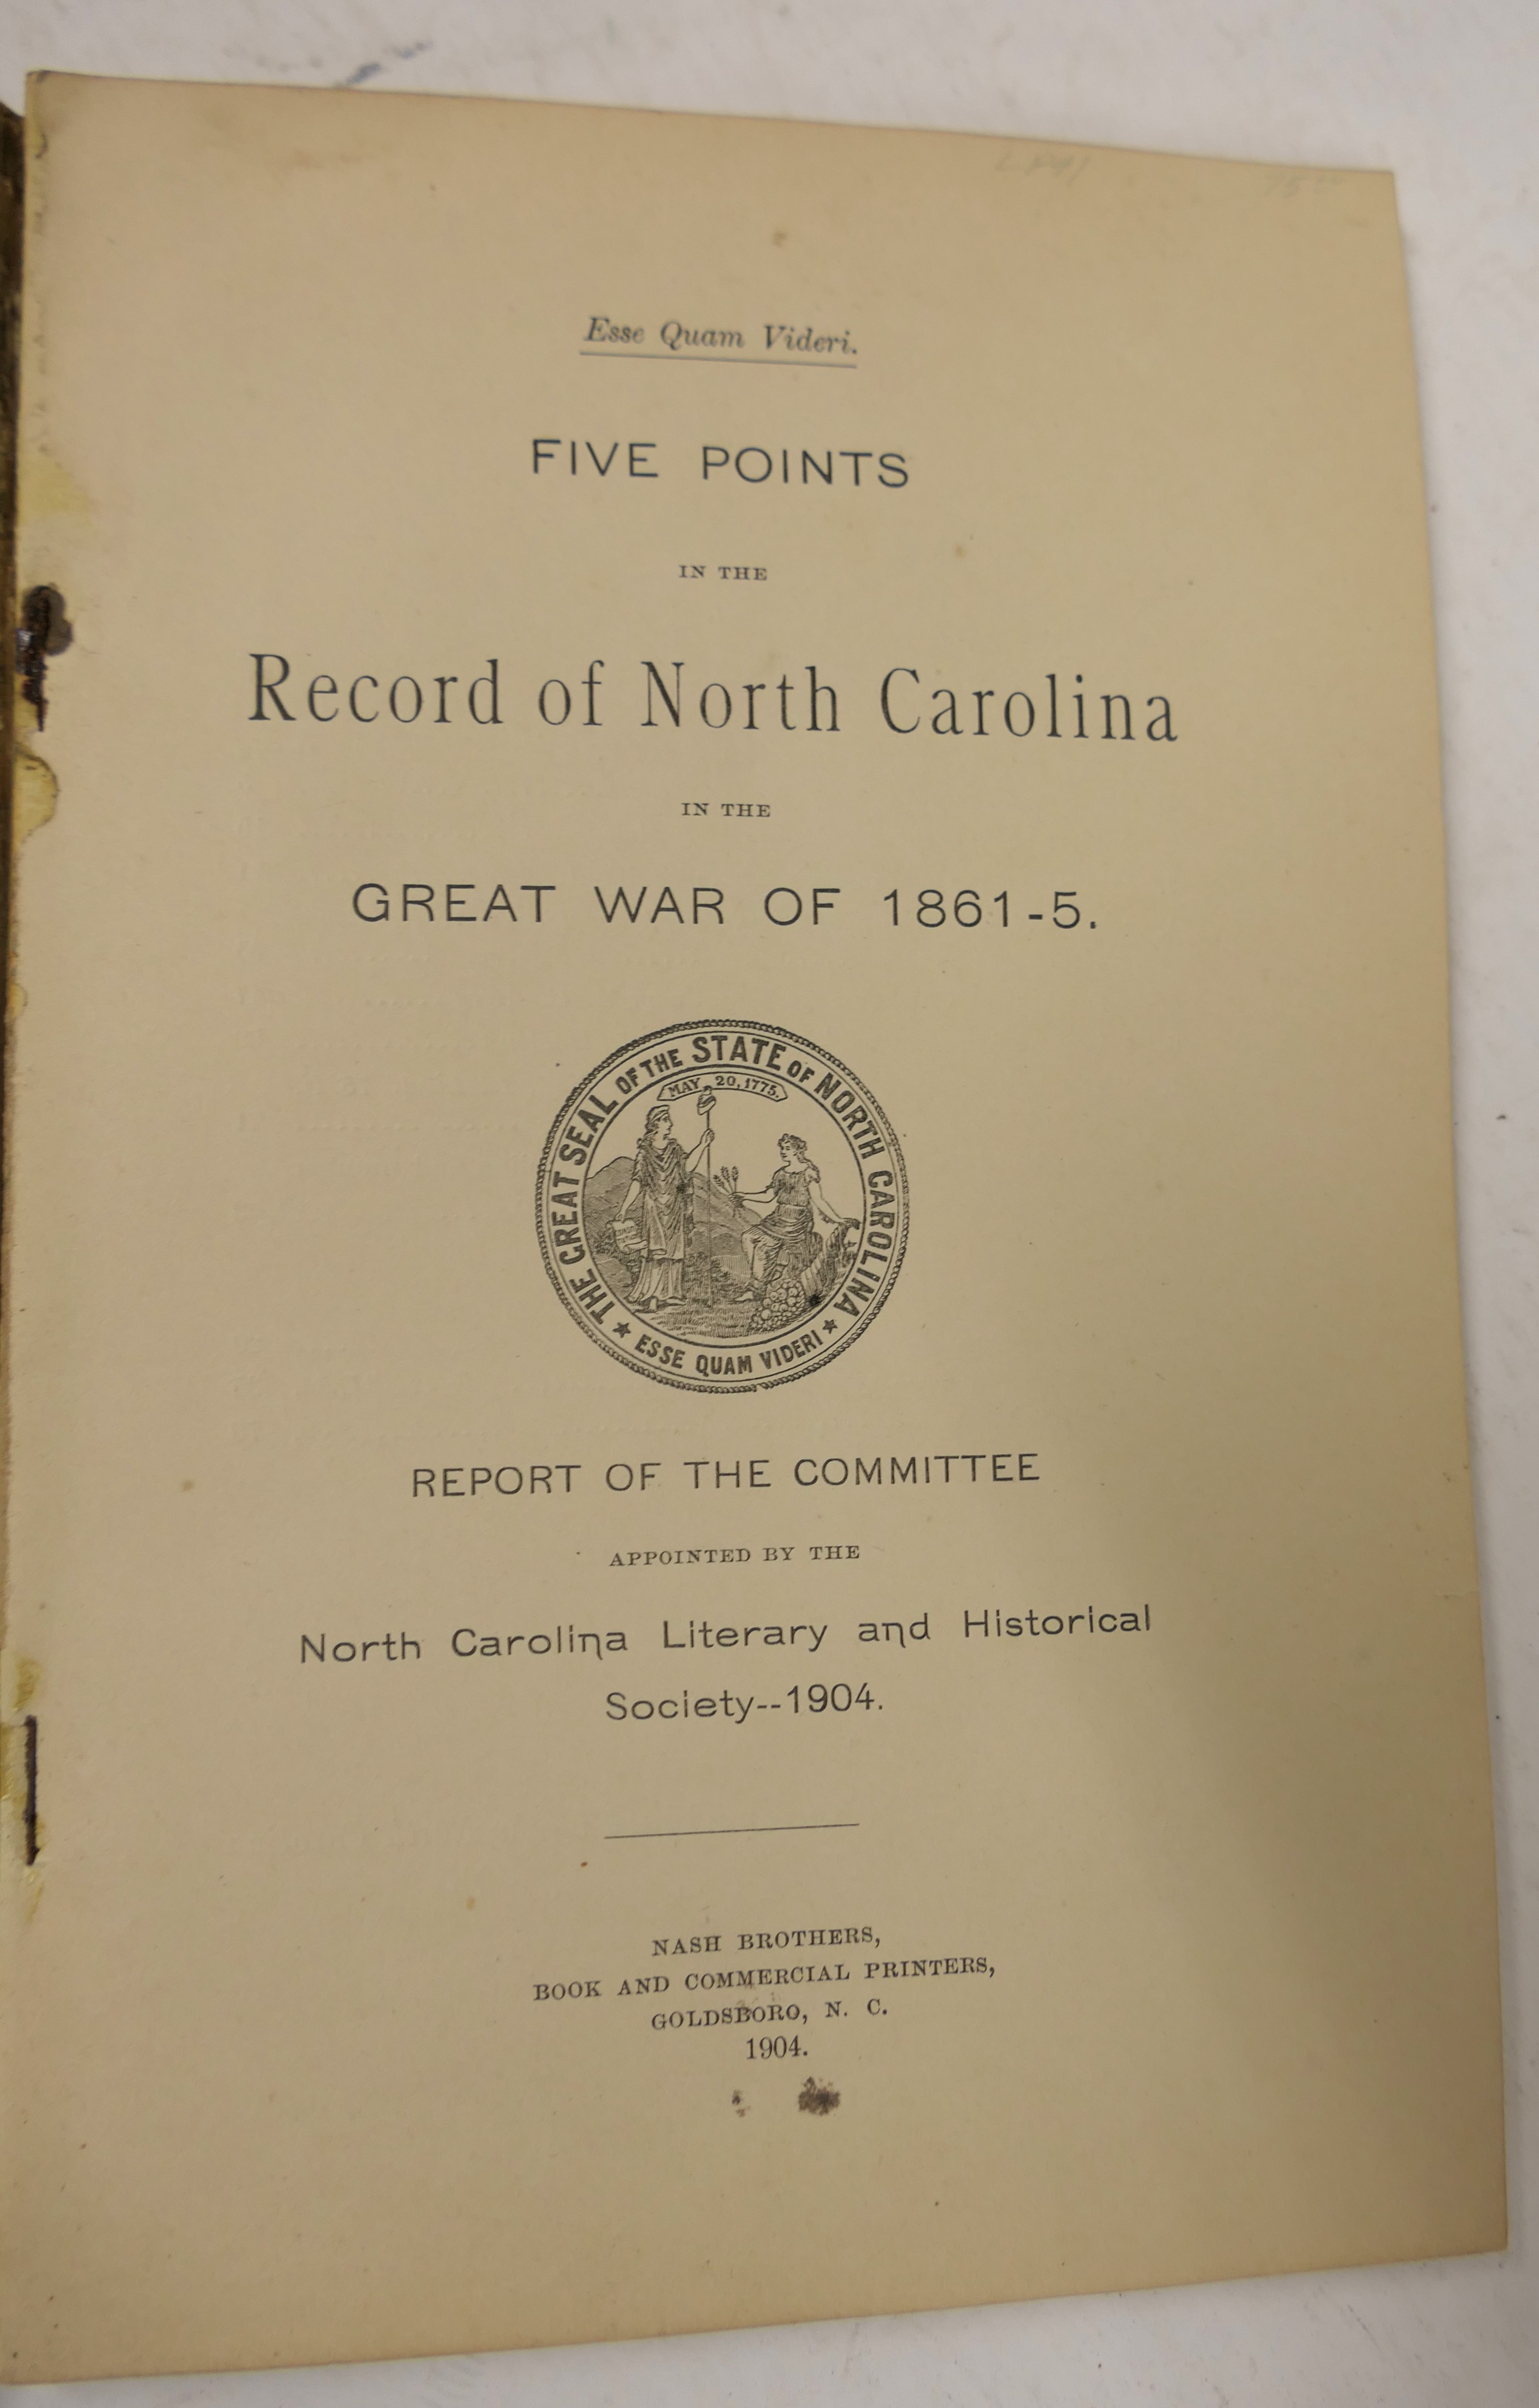 Esse Quam Videri.
FIVE POINTS
IN THE
Record of North Carolina
IN THE
GREAT WAR OF 1861-5.
THE GREAT SEAL OF THE STATE OF NORTH CAROLINA
MAY 20, 1775.
★ ESSE QUAM VIDERI ★
REPORT OF THE COMMITTEE
APPOINTED BY THE
North Carolina Literary and Historical
Society--1904.
NASH BROTHERS,
BOOK AND COMMERCIAL PRINTERS,
GOLDSBORO, N. C.
1904.